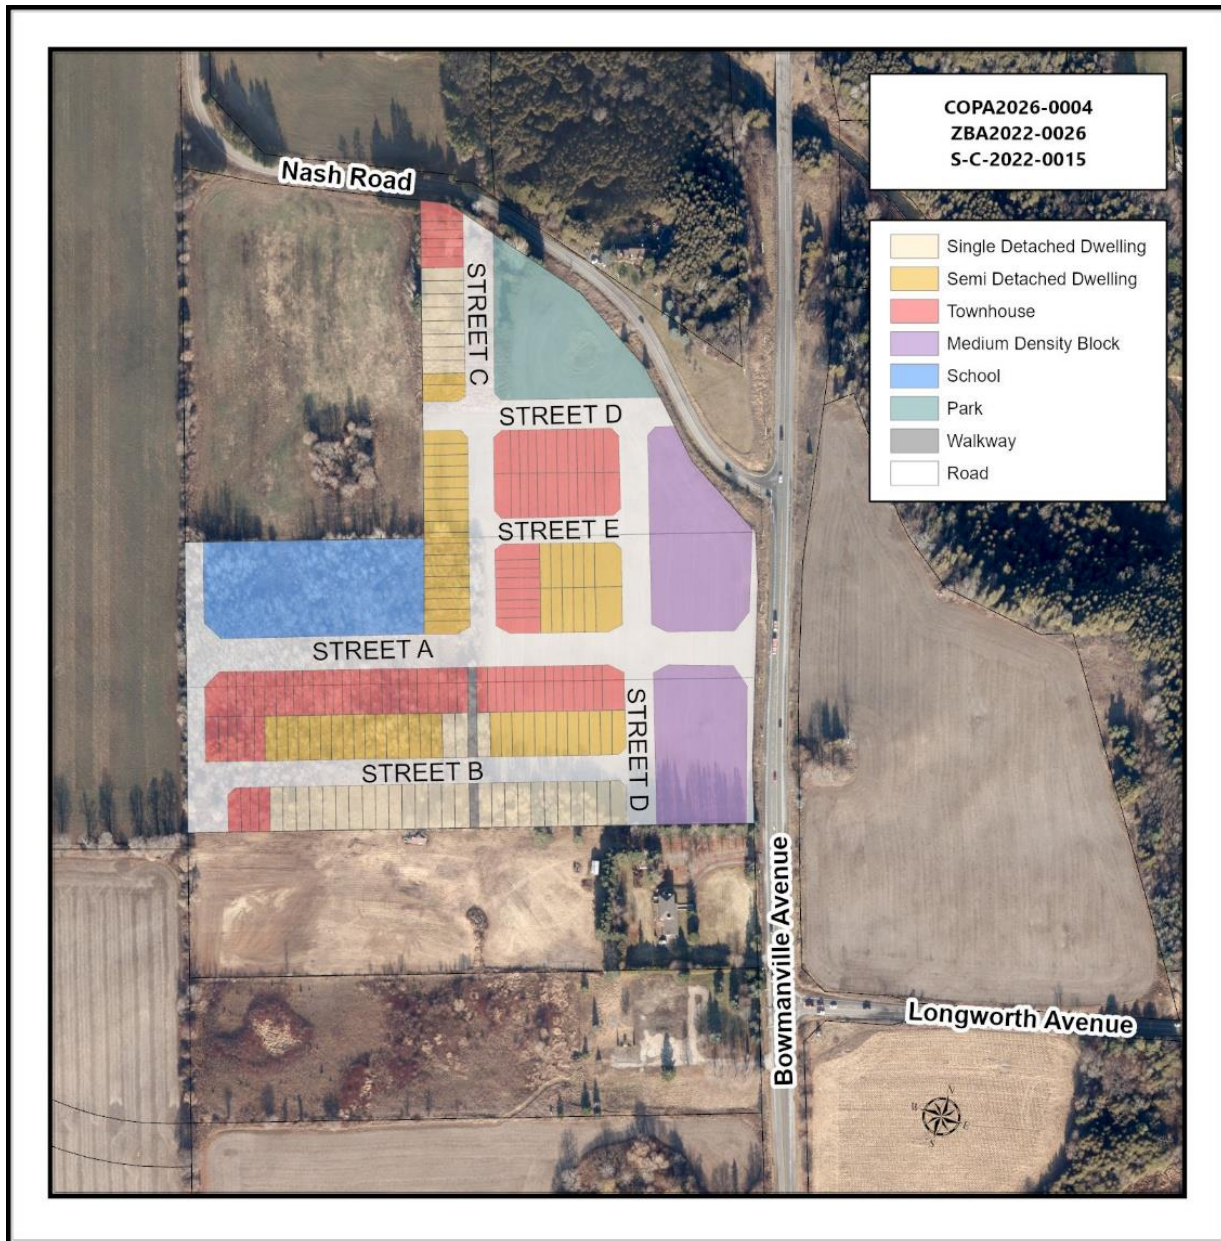 COPA2026-0004
ZBA2022-0026
S-C-2022-0015
Nash Road
Single Detached Dwelling
Semi Detached Dwelling
Townhouse
Medium Density Block
School
Park
Walkway
Road
STREET C
STREET D
STREET E
STREET A
STREET D
STREET B
Bowmanville Avenue
Longworth Avenue
N
W
E
S